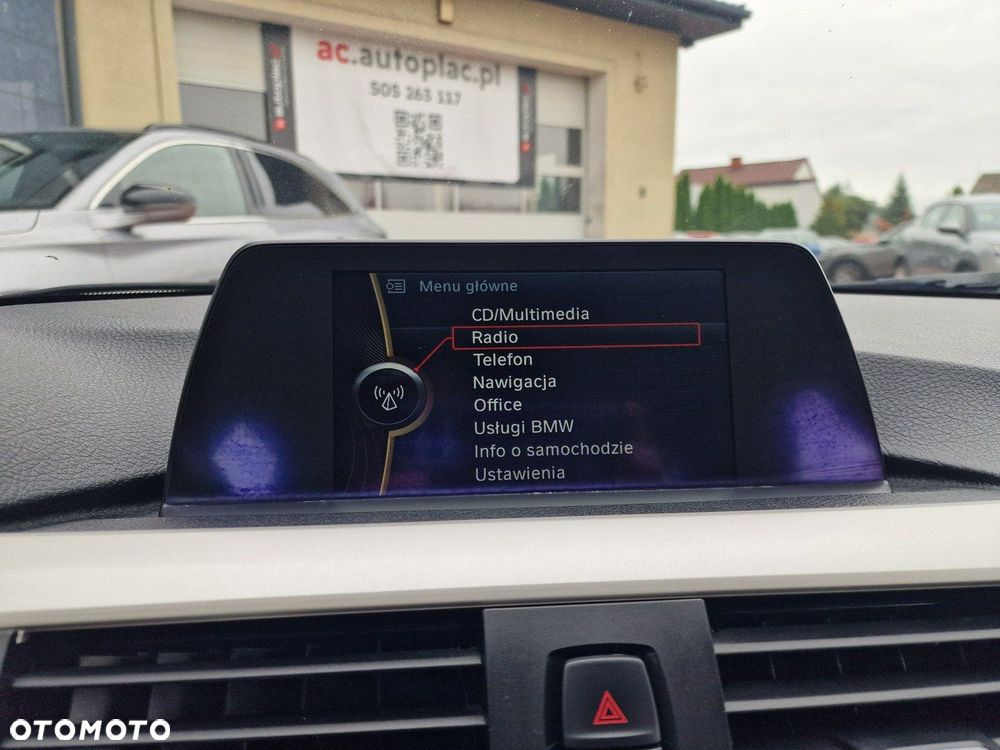 ac.autoplac.pl
505 263 117
Menu główne
CD/Multimedia
Radio
Telefon
Nawigacja
Office
Usługi BMW
Info o samochodzie
Ustawienia
OTOMOTO